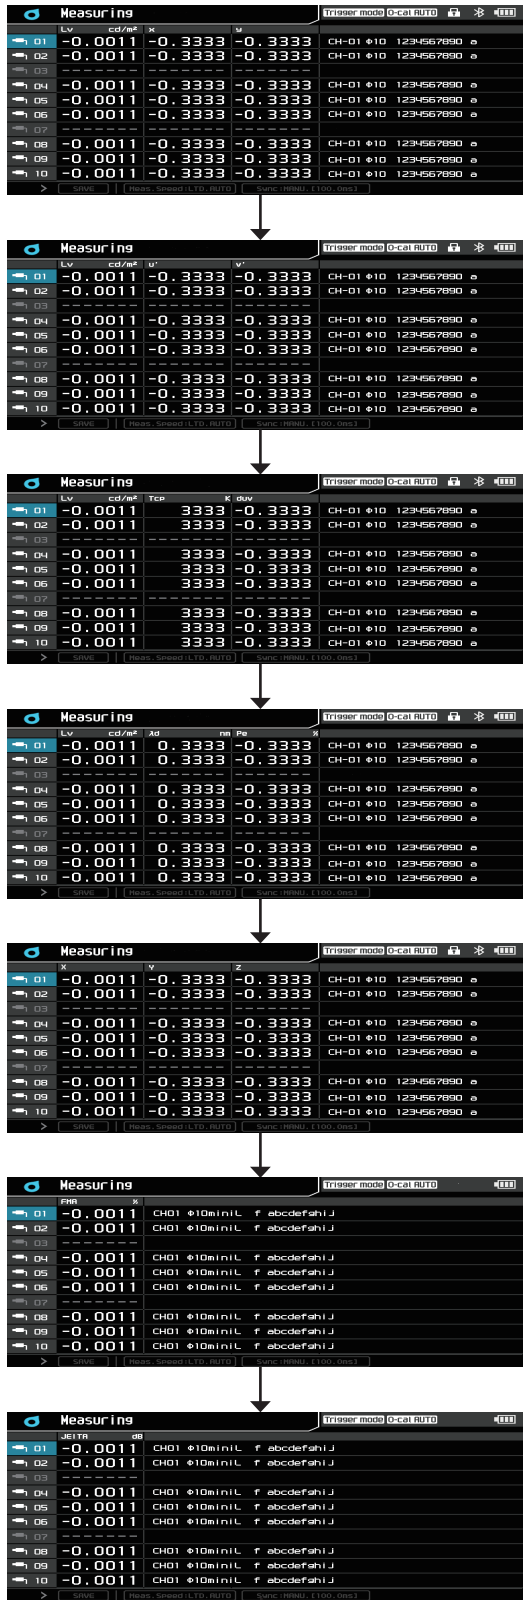 Measuring Trigger mode O-cal AUTO
Lv cd/m² x y
01 -0.0011 -0.3333 -0.3333 CH-01 Φ10 1234567890 a
02 -0.0011 -0.3333 -0.3333 CH-01 Φ10 1234567890 a
03 ------- ------- -------
04 -0.0011 -0.3333 -0.3333 CH-01 Φ10 1234567890 a
05 -0.0011 -0.3333 -0.3333 CH-01 Φ10 1234567890 a
06 -0.0011 -0.3333 -0.3333 CH-01 Φ10 1234567890 a
07 ------- ------- -------
08 -0.0011 -0.3333 -0.3333 CH-01 Φ10 1234567890 a
09 -0.0011 -0.3333 -0.3333 CH-01 Φ10 1234567890 a
10 -0.0011 -0.3333 -0.3333 CH-01 Φ10 1234567890 a
> SAVE Meas.Speed:LTD.AUTO Sync:MANU.[100.0ns]
Measuring Trigger mode O-cal AUTO
Lv cd/m² u' v'
01 -0.0011 -0.3333 -0.3333 CH-01 Φ10 1234567890 a
02 -0.0011 -0.3333 -0.3333 CH-01 Φ10 1234567890 a
03 ------- ------- -------
04 -0.0011 -0.3333 -0.3333 CH-01 Φ10 1234567890 a
05 -0.0011 -0.3333 -0.3333 CH-01 Φ10 1234567890 a
06 -0.0011 -0.3333 -0.3333 CH-01 Φ10 1234567890 a
07 ------- ------- -------
08 -0.0011 -0.3333 -0.3333 CH-01 Φ10 1234567890 a
09 -0.0011 -0.3333 -0.3333 CH-01 Φ10 1234567890 a
10 -0.0011 -0.3333 -0.3333 CH-01 Φ10 1234567890 a
> SAVE Meas.Speed:LTD.AUTO Sync:MANU.[100.0ns]
Measuring Trigger mode O-cal AUTO
Lv cd/m² Tcp K duv
01 -0.0011 3333 -0.3333 CH-01 Φ10 1234567890 a
02 -0.0011 3333 -0.3333 CH-01 Φ10 1234567890 a
03 ------- ------- -------
04 -0.0011 3333 -0.3333 CH-01 Φ10 1234567890 a
05 -0.0011 3333 -0.3333 CH-01 Φ10 1234567890 a
06 -0.0011 3333 -0.3333 CH-01 Φ10 1234567890 a
07 ------- ------- -------
08 -0.0011 3333 -0.3333 CH-01 Φ10 1234567890 a
09 -0.0011 3333 -0.3333 CH-01 Φ10 1234567890 a
10 -0.0011 3333 -0.3333 CH-01 Φ10 1234567890 a
> SAVE Meas.Speed:LTD.AUTO Sync:MANU.[100.0ns]
Measuring Trigger mode O-cal AUTO
Lv cd/m² λd nm Pe %
01 -0.0011 0.3333 -0.3333 CH-01 Φ10 1234567890 a
02 -0.0011 0.3333 -0.3333 CH-01 Φ10 1234567890 a
03 ------- ------- -------
04 -0.0011 0.3333 -0.3333 CH-01 Φ10 1234567890 a
05 -0.0011 0.3333 -0.3333 CH-01 Φ10 1234567890 a
06 -0.0011 0.3333 -0.3333 CH-01 Φ10 1234567890 a
07 ------- ------- -------
08 -0.0011 0.3333 -0.3333 CH-01 Φ10 1234567890 a
09 -0.0011 0.3333 -0.3333 CH-01 Φ10 1234567890 a
10 -0.0011 0.3333 -0.3333 CH-01 Φ10 1234567890 a
> SAVE Meas.Speed:LTD.AUTO Sync:MANU.[100.0ns]
Measuring Trigger mode O-cal AUTO
X Y Z
01 -0.0011 -0.3333 -0.3333 CH-01 Φ10 1234567890 a
02 -0.0011 -0.3333 -0.3333 CH-01 Φ10 1234567890 a
03 ------- ------- -------
04 -0.0011 -0.3333 -0.3333 CH-01 Φ10 1234567890 a
05 -0.0011 -0.3333 -0.3333 CH-01 Φ10 1234567890 a
06 -0.0011 -0.3333 -0.3333 CH-01 Φ10 1234567890 a
07 ------- ------- -------
08 -0.0011 -0.3333 -0.3333 CH-01 Φ10 1234567890 a
09 -0.0011 -0.3333 -0.3333 CH-01 Φ10 1234567890 a
10 -0.0011 -0.3333 -0.3333 CH-01 Φ10 1234567890 a
> SAVE Meas.Speed:LTD.AUTO Sync:MANU.[100.0ns]
Measuring Trigger mode O-cal AUTO
FMA %
01 -0.0011 CH01 Φ10miniL f abcdefghiJ
02 -0.0011 CH01 Φ10miniL f abcdefghiJ
03 -------
04 -0.0011 CH01 Φ10miniL f abcdefghiJ
05 -0.0011 CH01 Φ10miniL f abcdefghiJ
06 -0.0011 CH01 Φ10miniL f abcdefghiJ
07 -------
08 -0.0011 CH01 Φ10miniL f abcdefghiJ
09 -0.0011 CH01 Φ10miniL f abcdefghiJ
10 -0.0011 CH01 Φ10miniL f abcdefghiJ
> SAVE Meas.Speed:LTD.AUTO Sync:MANU.[100.0ns]
Measuring Trigger mode O-cal AUTO
JEITA dB
01 -0.0011 CH01 Φ10miniL f abcdefghiJ
02 -0.0011 CH01 Φ10miniL f abcdefghiJ
03 -------
04 -0.0011 CH01 Φ10miniL f abcdefghiJ
05 -0.0011 CH01 Φ10miniL f abcdefghiJ
06 -0.0011 CH01 Φ10miniL f abcdefghiJ
07 -------
08 -0.0011 CH01 Φ10miniL f abcdefghiJ
09 -0.0011 CH01 Φ10miniL f abcdefghiJ
10 -0.0011 CH01 Φ10miniL f abcdefghiJ
> SAVE Meas.Speed:LTD.AUTO Sync:MANU.[100.0ns]